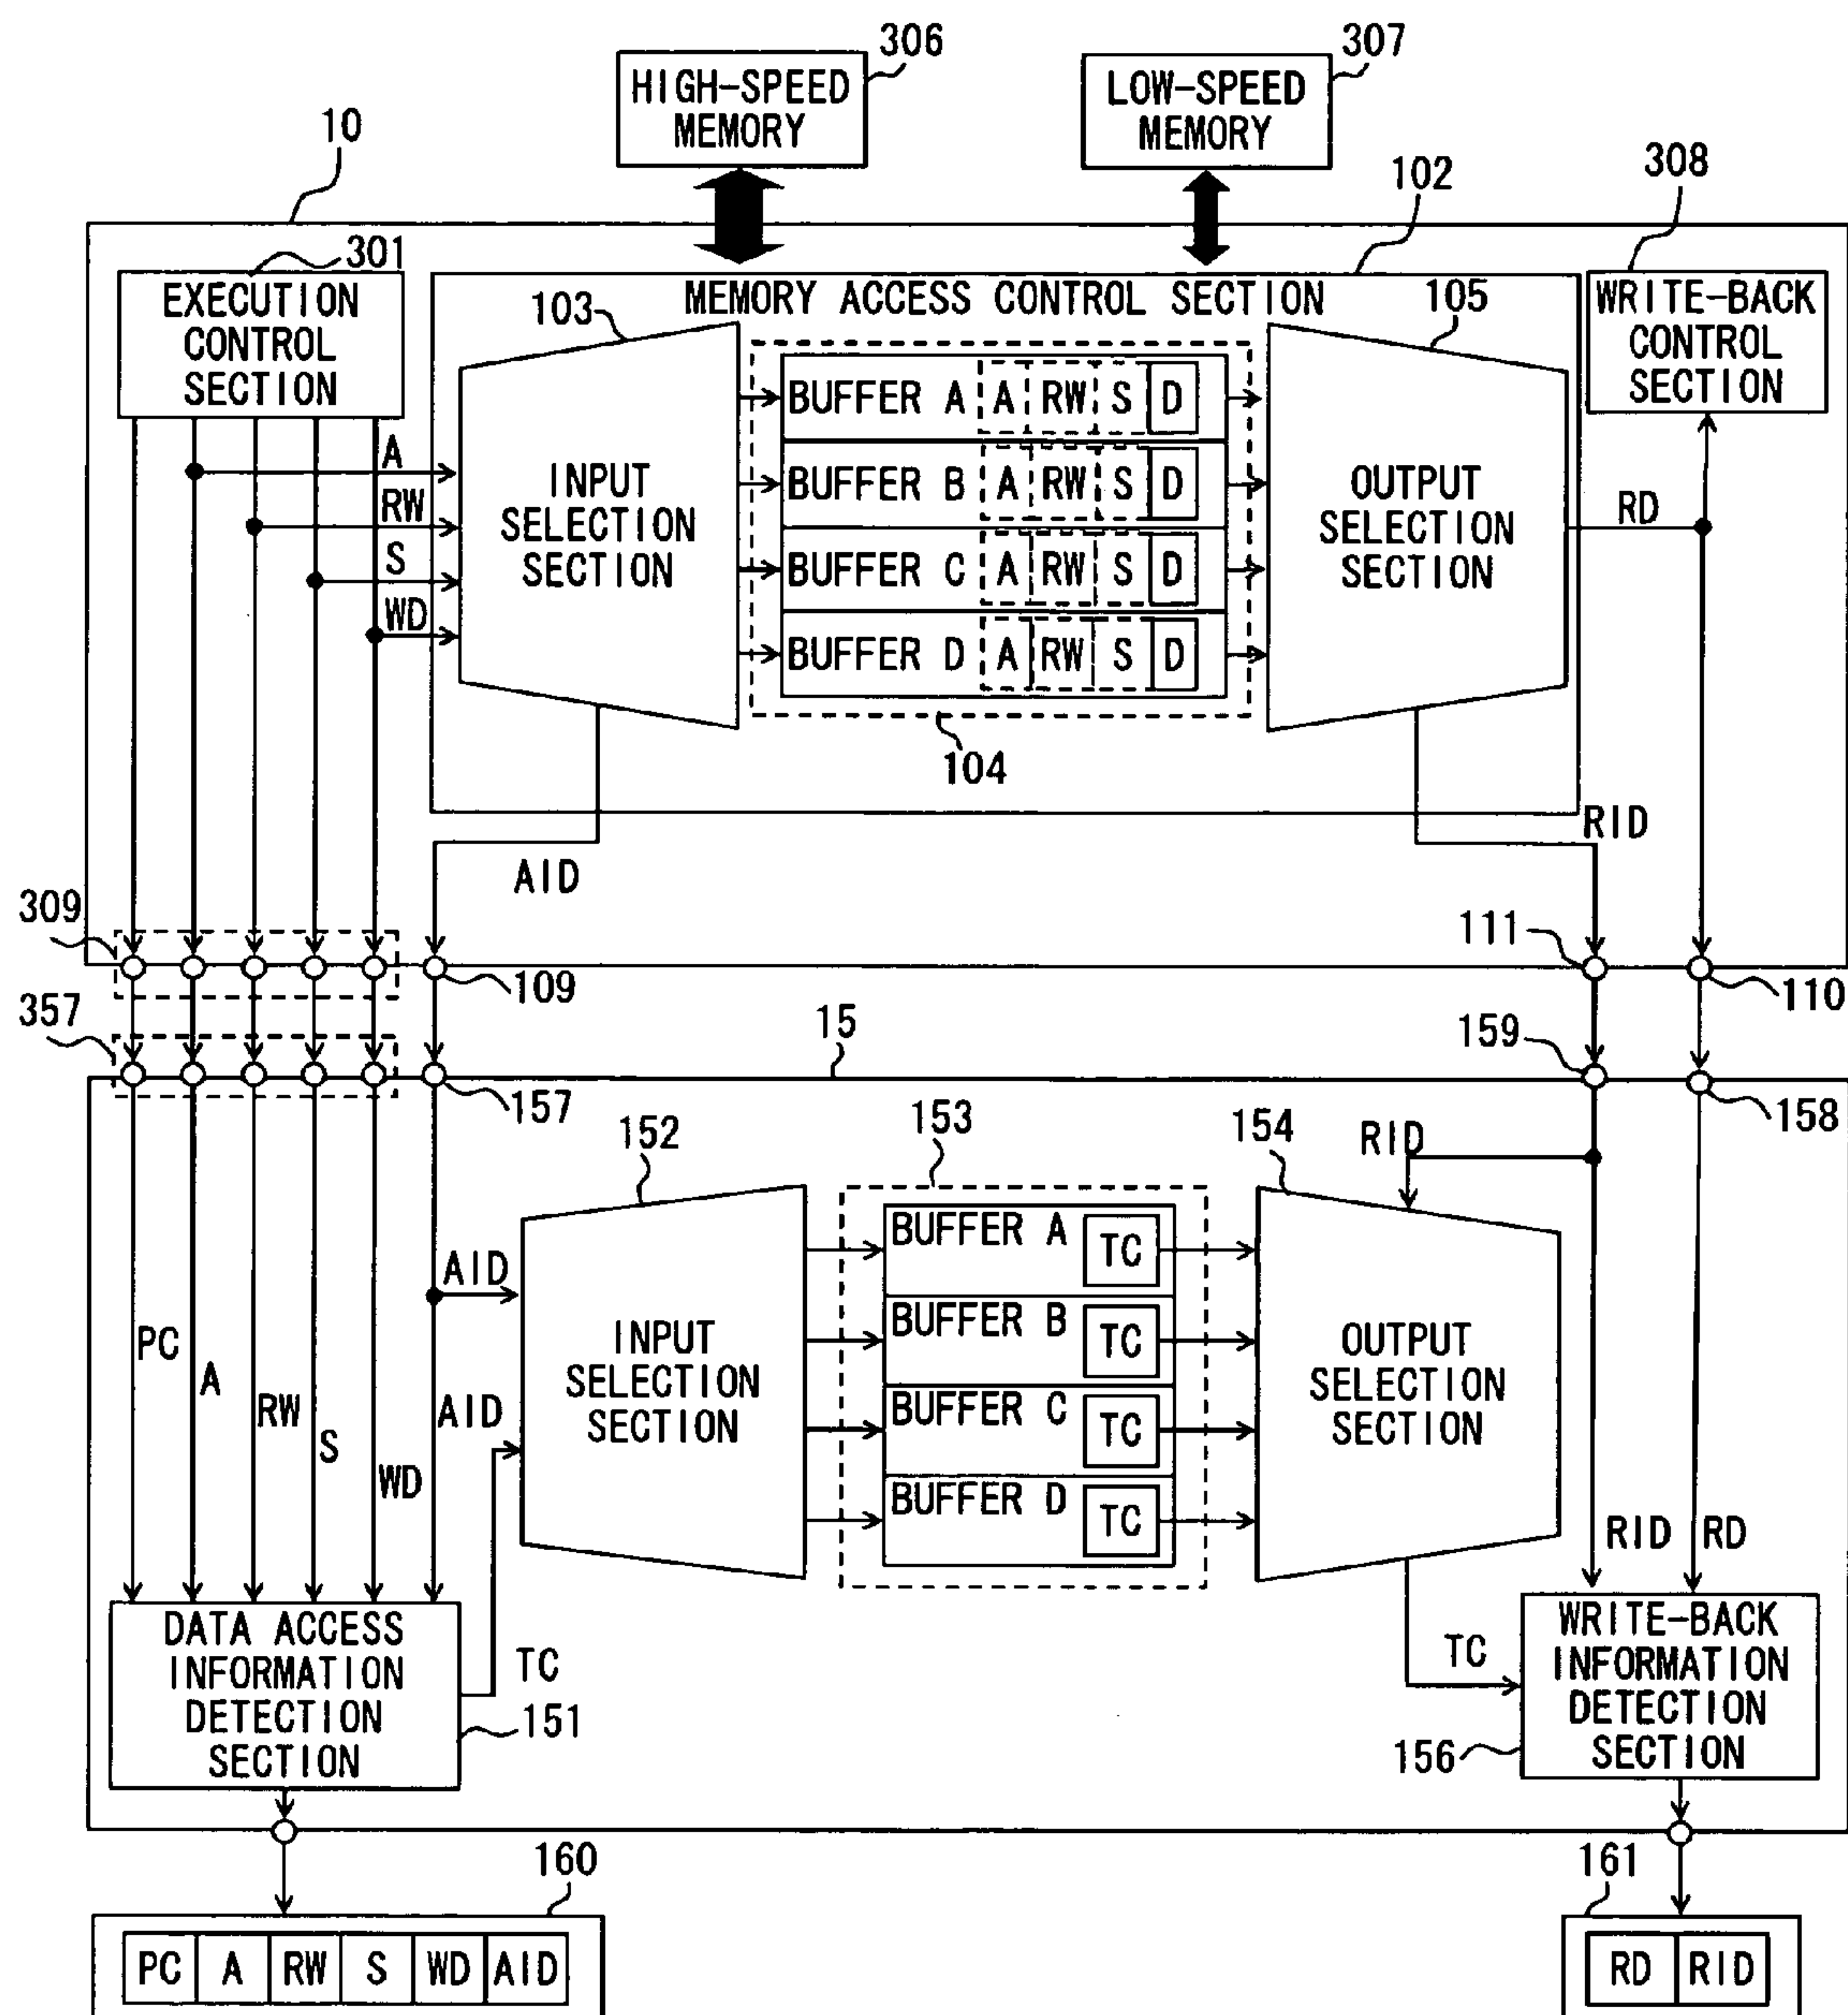 306
307
HIGH-SPEED
MEMORY
LOW-SPEED
MEMORY
10
102
308
301
EXECUTION
CONTROL
SECTION
MEMORY ACCESS CONTROL SECTION
103
105
WRITE-BACK
CONTROL
SECTION
BUFFER A A RW S D
BUFFER B A RW S D
BUFFER C A RW S D
BUFFER D A RW S D
A
RW
S
WD
INPUT
SELECTION
SECTION
OUTPUT
SELECTION
SECTION
RD
104
RID
AID
309
111
109
110
357
15
159
157
158
152
153
154
RID
AID
BUFFER A TC
BUFFER B TC
BUFFER C TC
BUFFER D TC
INPUT
SELECTION
SECTION
OUTPUT
SELECTION
SECTION
PC
A
RW
S
WD
AID
RID
RD
DATA ACCESS
INFORMATION
DETECTION
SECTION
TC
151
TC
WRITE-BACK
INFORMATION
DETECTION
SECTION
156
160
161
PC A RW S WD AID
RD RID